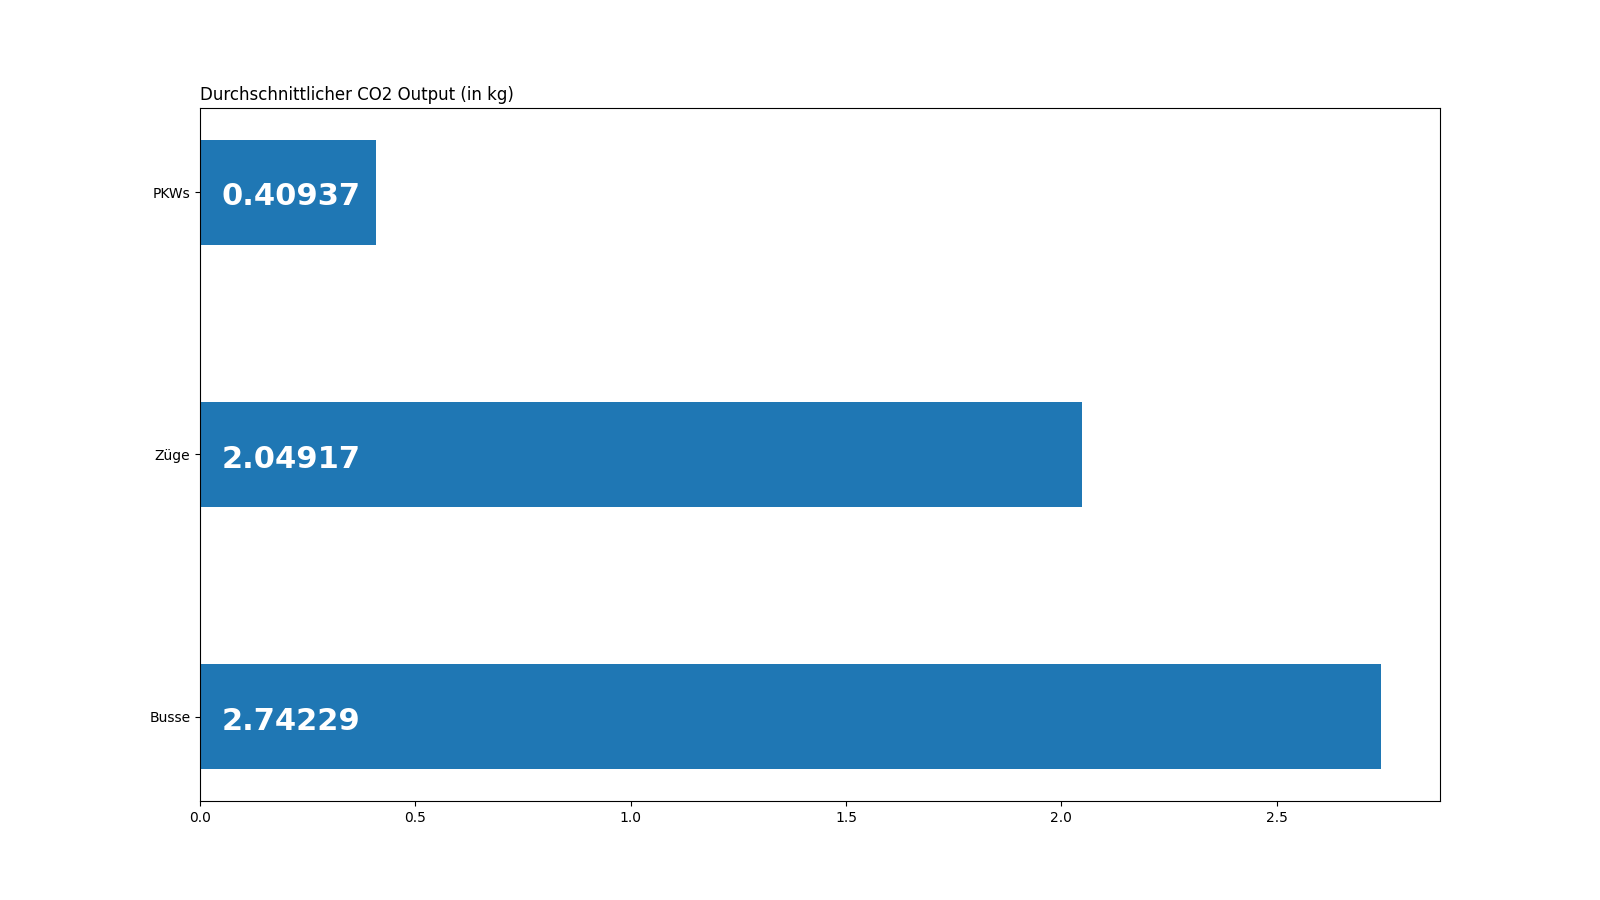 Durchschnittlicher CO2 Output (in kg)
PKWs
0.40937
Züge
2.04917
Busse
2.74229
0.0 0.5 1.0 1.5 2.0 2.5